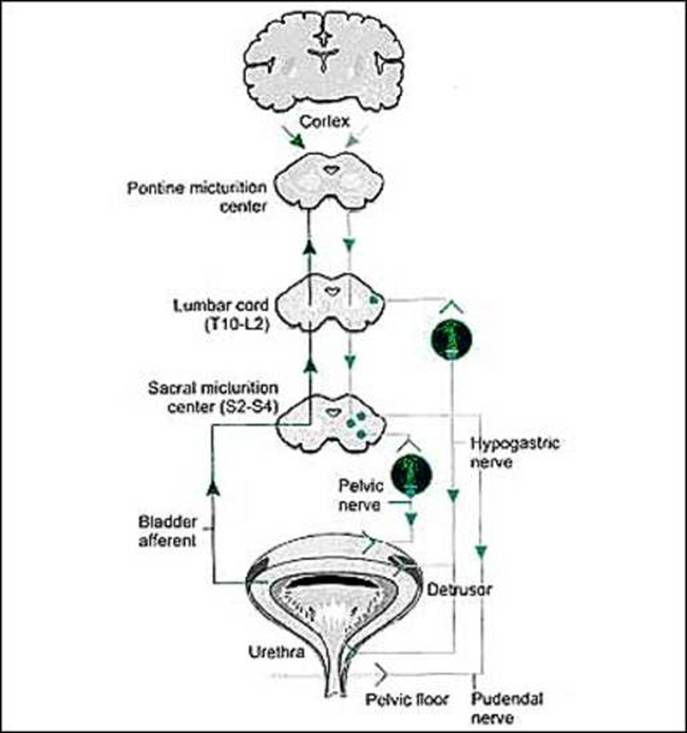 Cortex
Pontine micturition
center
Lumbar cord
(T10-L2)
Sacral micturition
center (S2-S4)
Hypogastric
nerve
Pelvic
nerve
Bladder
afferent
Detrusor
Urethra
Pelvic floor
Pudendal
nerve